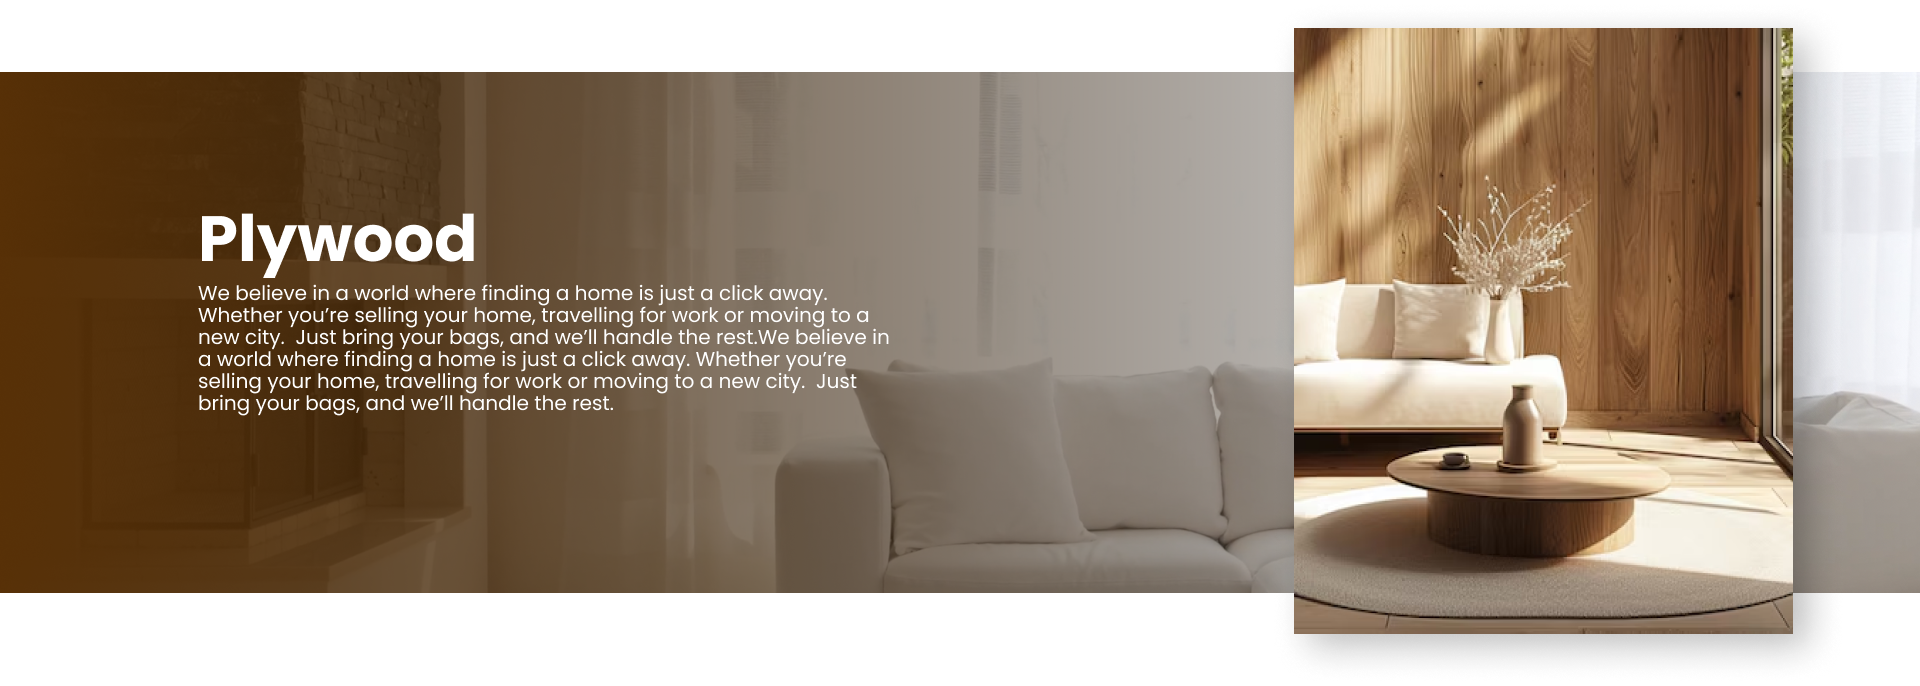 Plywood
We believe in a world where finding a home is just a click away.
Whether you’re selling your home, travelling for work or moving to a
new city.  Just bring your bags, and we’ll handle the rest.We believe in
a world where finding a home is just a click away. Whether you’re
selling your home, travelling for work or moving to a new city.  Just
bring your bags, and we’ll handle the rest.